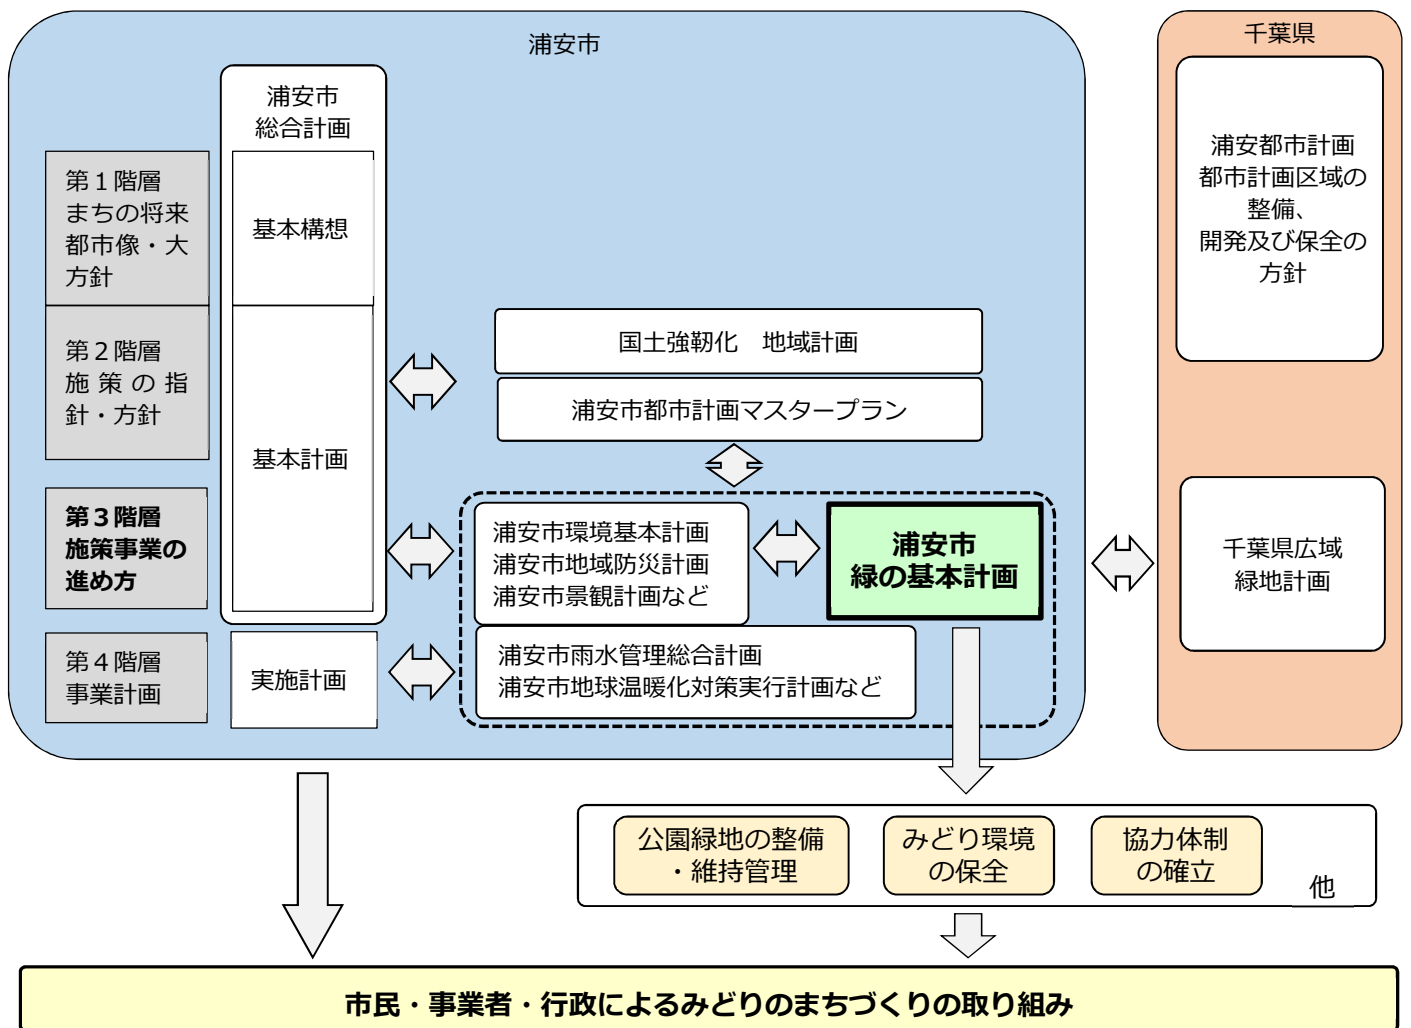 浦安市
千葉県
浦安市
総合計画
第１階層
まちの将来
都市像・大
方針
基本構想
浦安都市計画
都市計画区域の
整備、
開発及び保全の
方針
第２階層
施策の指
針・方針
基本計画
国土強靭化　地域計画
浦安市都市計画マスタープラン
第３階層
施策事業の
進め方
浦安市環境基本計画
浦安市地域防災計画
浦安市景観計画など
浦安市
緑の基本計画
千葉県広域
緑地計画
第４階層
事業計画
実施計画
浦安市雨水管理総合計画
浦安市地球温暖化対策実行計画など
公園緑地の整備
・維持管理
みどり環境
の保全
協力体制
の確立
他
市民・事業者・行政によるみどりのまちづくりの取り組み